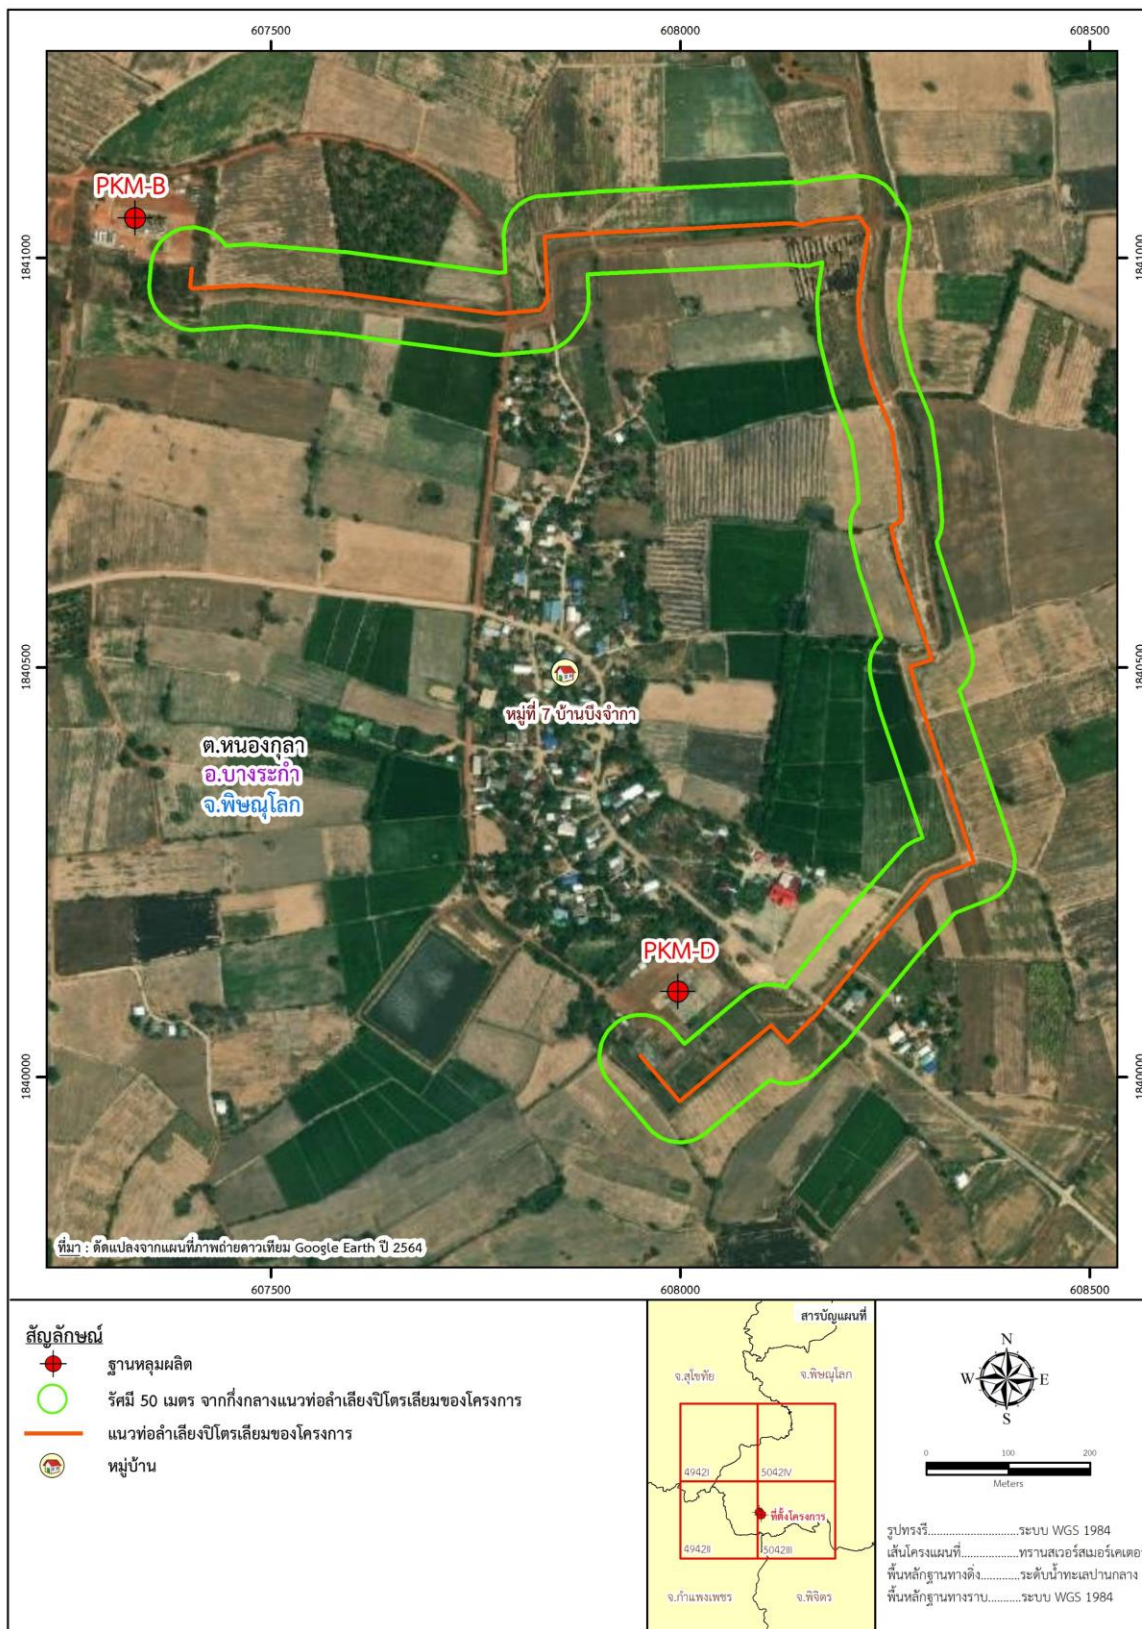 607500
608000
608500
1841000
1841000
PKM-B
1840500
1840500
หมู่ที่ 7 บ้านบึงจำกา
ต.หนองกุลา
อ.บางระกำ
จ.พิษณุโลก
PKM-D
1840000
1840000
ที่มา : ดัดแปลงจากแผนที่ภาพถ่ายดาวเทียม Google Earth ปี 2564
607500
608000
608500
สัญลักษณ์
ฐานหลุมผลิต
รัศมี 50 เมตร จากกึ่งกลางแนวท่อลำเลียงปิโตรเลียมของโครงการ
แนวท่อลำเลียงปิโตรเลียมของโครงการ
หมู่บ้าน
สารบัญแผนที่
จ.สุโขทัย
จ.พิษณุโลก
4942I
5042IV
ที่ตั้งโครงการ
4942II
5042III
จ.กำแพงเพชร
จ.พิจิตร
N
W
E
S
0
100
200
Meters
รูปทรงรี............................ระบบ WGS 1984
เส้นโครงแผนที่..................ทรานสเวอร์สเมอร์เคเตอร์
พื้นหลักฐานทางดิ่ง............ระดับน้ำทะเลปานกลาง
พื้นหลักฐานทางราบ..........ระบบ WGS 1984